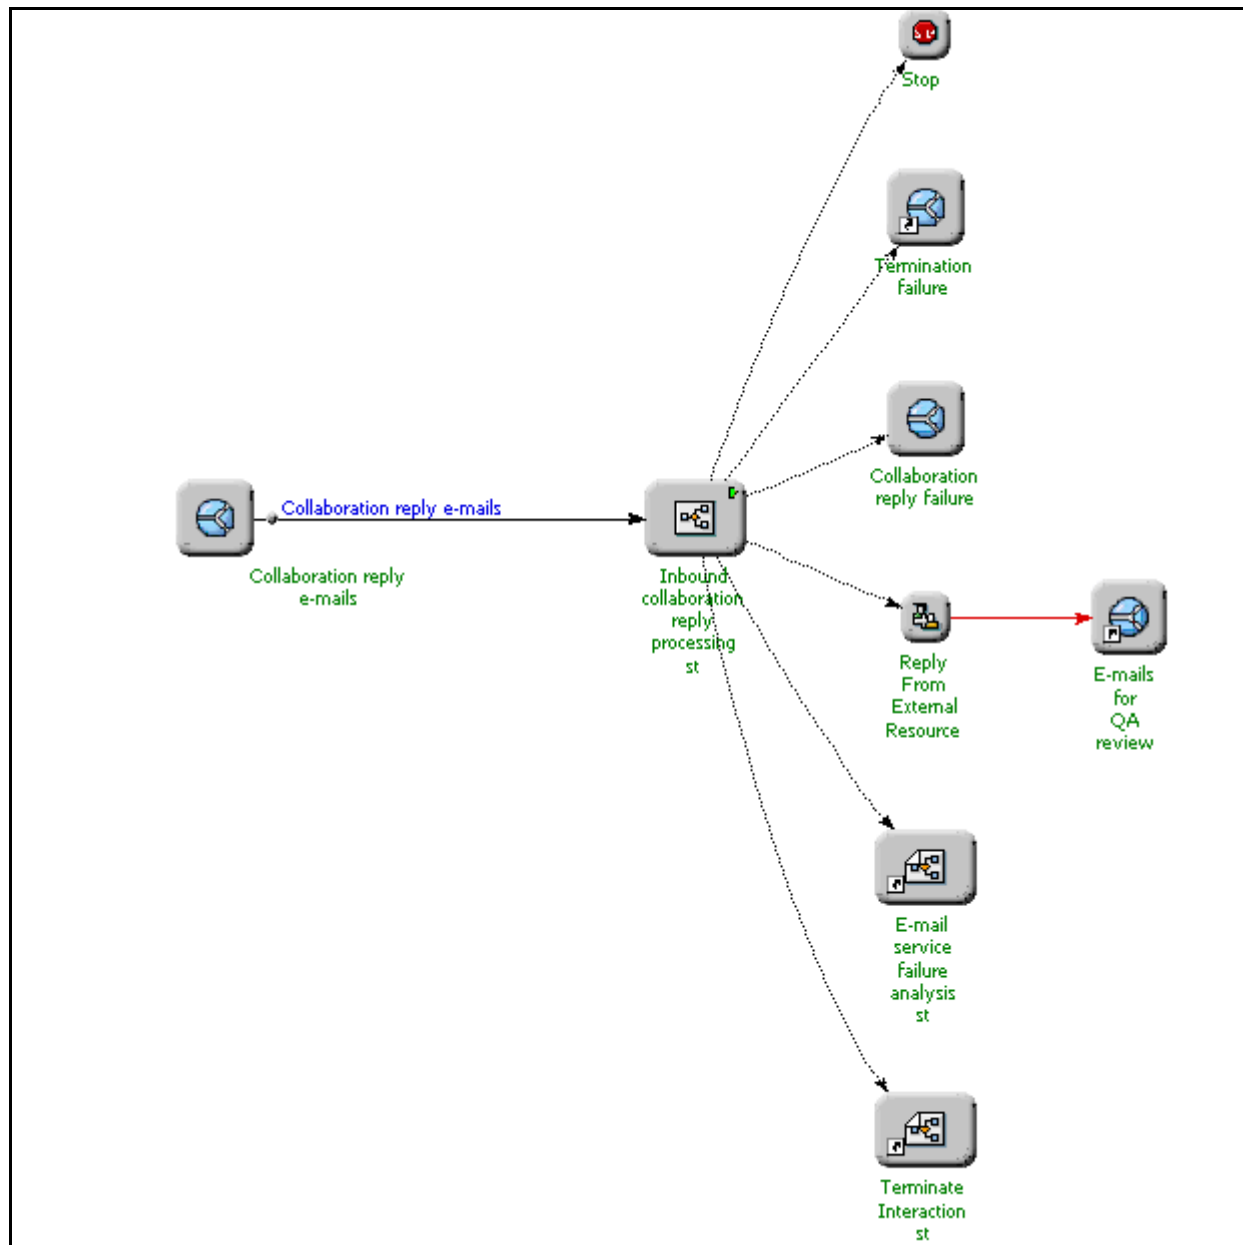 Stop
Termination
failure
Collaboration
reply failure
Collaboration reply e-mails
Collaboration reply
e-mails
Inbound
collaboration
reply
processing
st
Reply
From
External
Resource
E-mails
for
QA
review
E-mail
service
failure
analysis
st
Terminate
Interaction
st